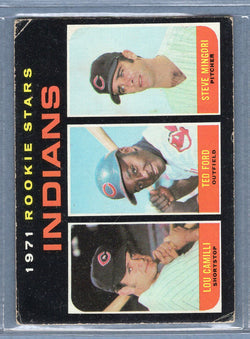 1971 ROOKIE STARS
INDIANS
STEVE MINGORI
PITCHER
TED FORD
OUTFIELD
LOU CAMILLI
SHORTSTOP